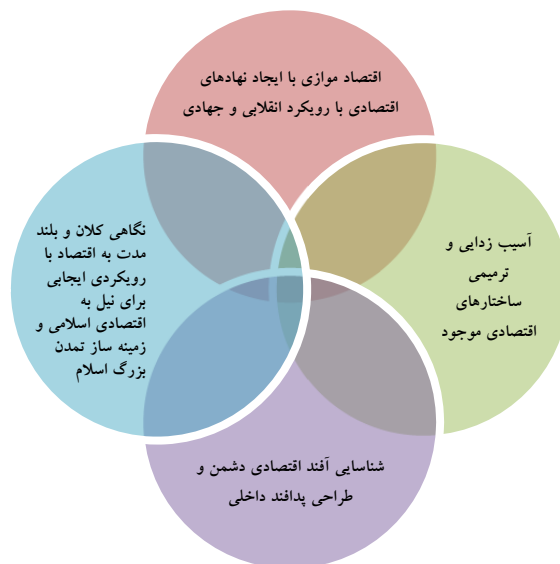 اقتصاد موازی با ایجاد نهادهای
اقتصادی با رویکرد انقلابی و جهادی
آسیب زدایی و
ترمیمی
ساختارهای
اقتصادی موجود
شناسایی آفند اقتصادی دشمن و
طراحی پدافند داخلی
نگاهی کلان و بلند
مدت به اقتصاد با
رویکردی ایجابی
برای نیل به
اقتصادی اسلامی و
زمینه ساز تمدن
بزرگ اسلام